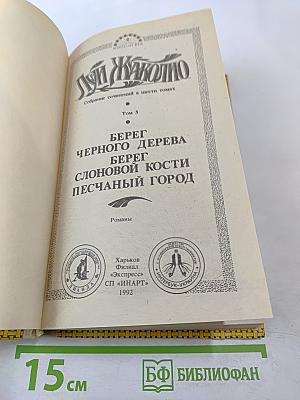 Луи Жаколио
Собрание сочинений в шести томах
Том 3
БЕРЕГ
ЧЕРНОГО ДЕРЕВА
БЕРЕГ
СЛОНОВОЙ КОСТИ
ПЕСЧАНЫЙ ГОРОД
Романы
Харьков
Филиал
«Экспресс»
СП «ИНАРТ»
1992
15 см
БФ БИБЛИОФАН